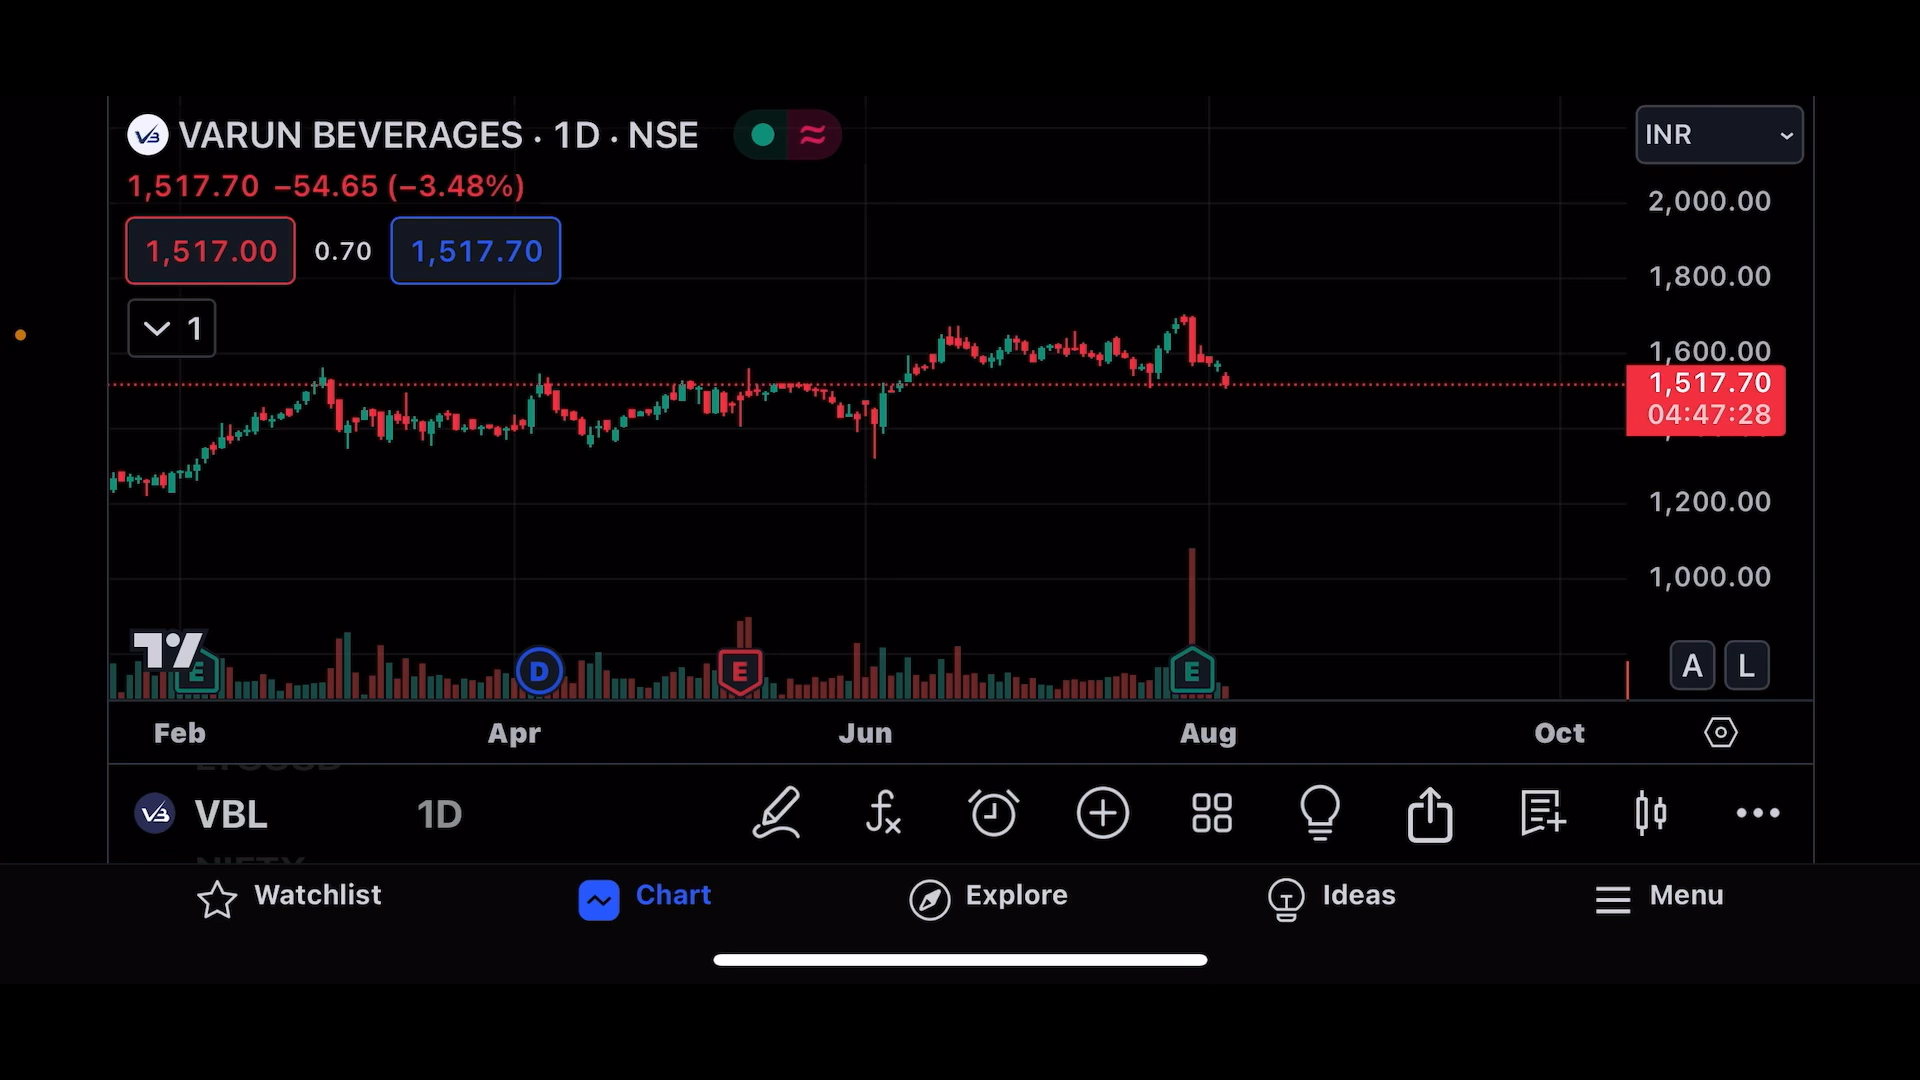 VARUN BEVERAGES · 1D · NSE
INR
1,517.70 −54.65 (−3.48%)
1,517.00 0.70 1,517.70
1
2,000.00
1,800.00
1,600.00
1,517.70
04:47:28
1,200.00
1,000.00
E D E E
A L
Feb Apr Jun Aug Oct
VBL 1D
Watchlist Chart Explore Ideas Menu